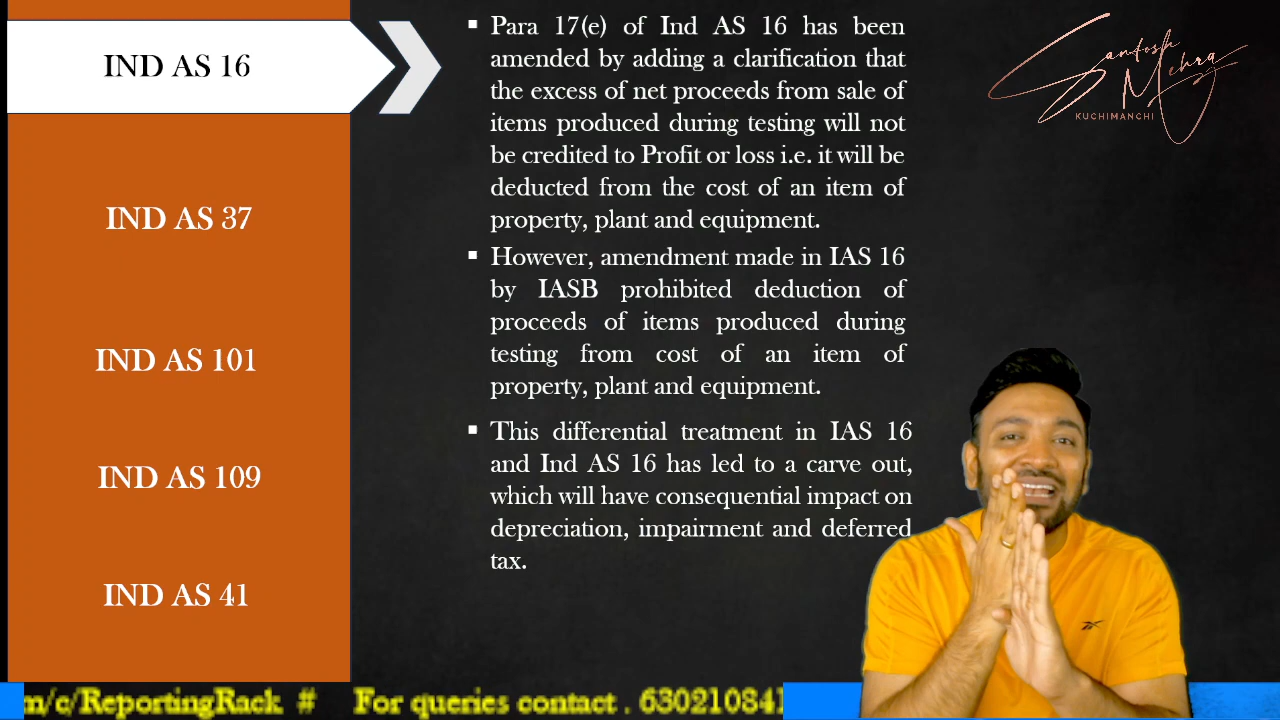 IND AS 16
IND AS 37
IND AS 101
IND AS 109
IND AS 41
▪ Para 17(e) of Ind AS 16 has been
amended by adding a clarification that
the excess of net proceeds from sale of
items produced during testing will not
be credited to Profit or loss i.e. it will be
deducted from the cost of an item of
property, plant and equipment.
▪ However, amendment made in IAS 16
by IASB prohibited deduction of
proceeds of items produced during
testing from cost of an item of
property, plant and equipment.
▪ This differential treatment in IAS 16
and Ind AS 16 has led to a carve out,
which will have consequential impact on
depreciation, impairment and deferred
tax.
Santosh
Mehra
KUCHIMANCHI
m/c/ReportingRack # For queries contact . 630210841